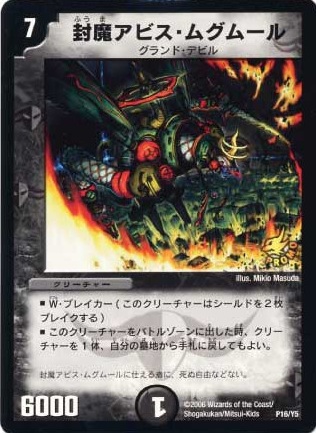 7
ふう ま
封魔アビス・ムグムール
グランド・デビル
PROMO
illus. Mikio Masuda
クリーチャー
■ W・ブレイカー(このクリーチャーはシールドを2枚
ブレイクする)
■ このクリーチャーをバトルゾーンに出した時、クリー
チャーを1体、自分の墓地から手札に戻してもよい。
封魔アビス・ムグムールに仕える敵に、死ぬ自由などない。
6000
1
©2006 Wizards of the Coast/
Shogakukan/Mitsui-Kids
P16/Y5